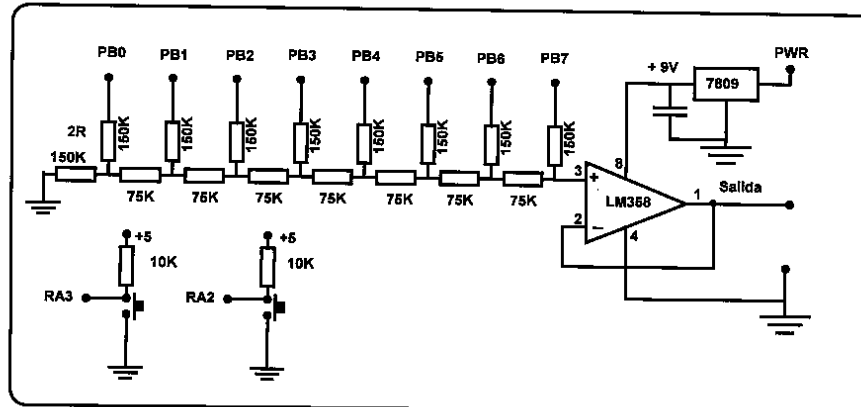 PB0 PB1 PB2 PB3 PB4 PB5 PB6 PB7 PWR
+ 9V 7809
2R 150K 150K 150K 150K 150K 150K 150K 150K
150K
75K 75K 75K 75K 75K 75K 75K
3 + 8 LM358 1 Salida
2 − 4
+5 +5
10K 10K
RA3 RA2